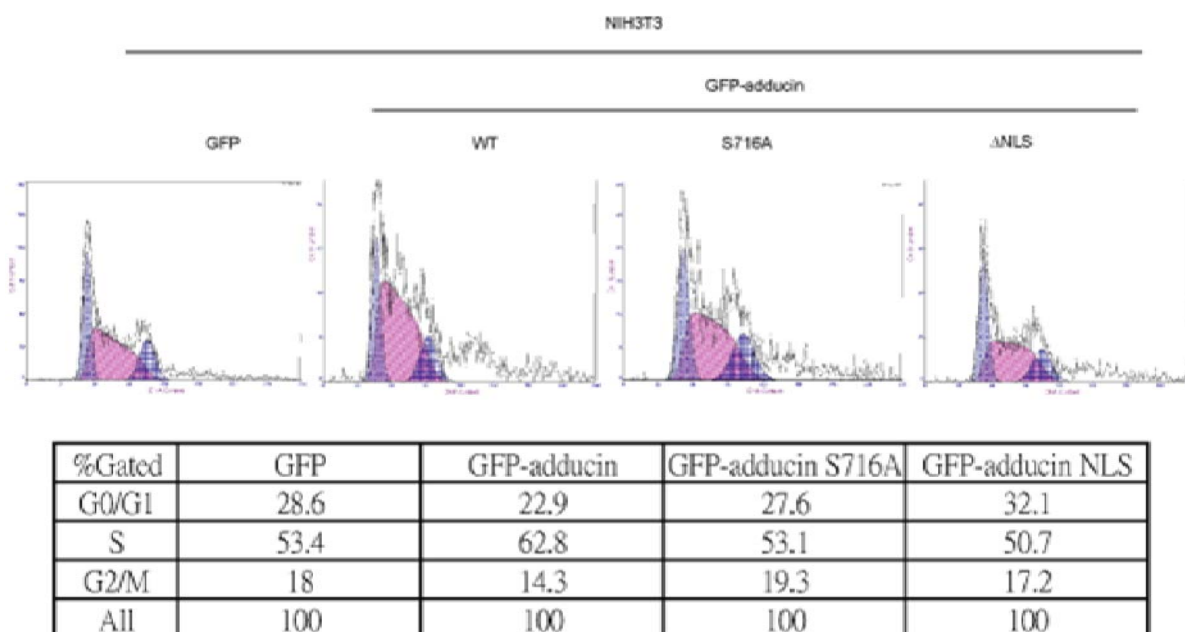 NIH3T3
GFP-adducin
GFP WT S716A ΔNLS
%Gated GFP GFP-adducin GFP-adducin S716A GFP-adducin NLS
G0/G1 28.6 22.9 27.6 32.1
S 53.4 62.8 53.1 50.7
G2/M 18 14.3 19.3 17.2
All 100 100 100 100